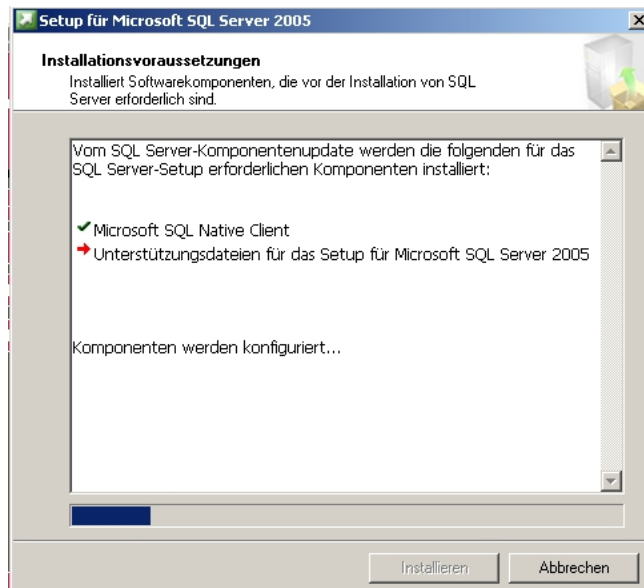 Setup für Microsoft SQL Server 2005
Installationsvoraussetzungen
Installiert Softwarekomponenten, die vor der Installation von SQL
Server erforderlich sind.
Vom SQL Server-Komponentenupdate werden die folgenden für das
SQL Server-Setup erforderlichen Komponenten installiert:
Microsoft SQL Native Client
Unterstützungsdateien für das Setup für Microsoft SQL Server 2005
Komponenten werden konfiguriert...
Installieren
Abbrechen